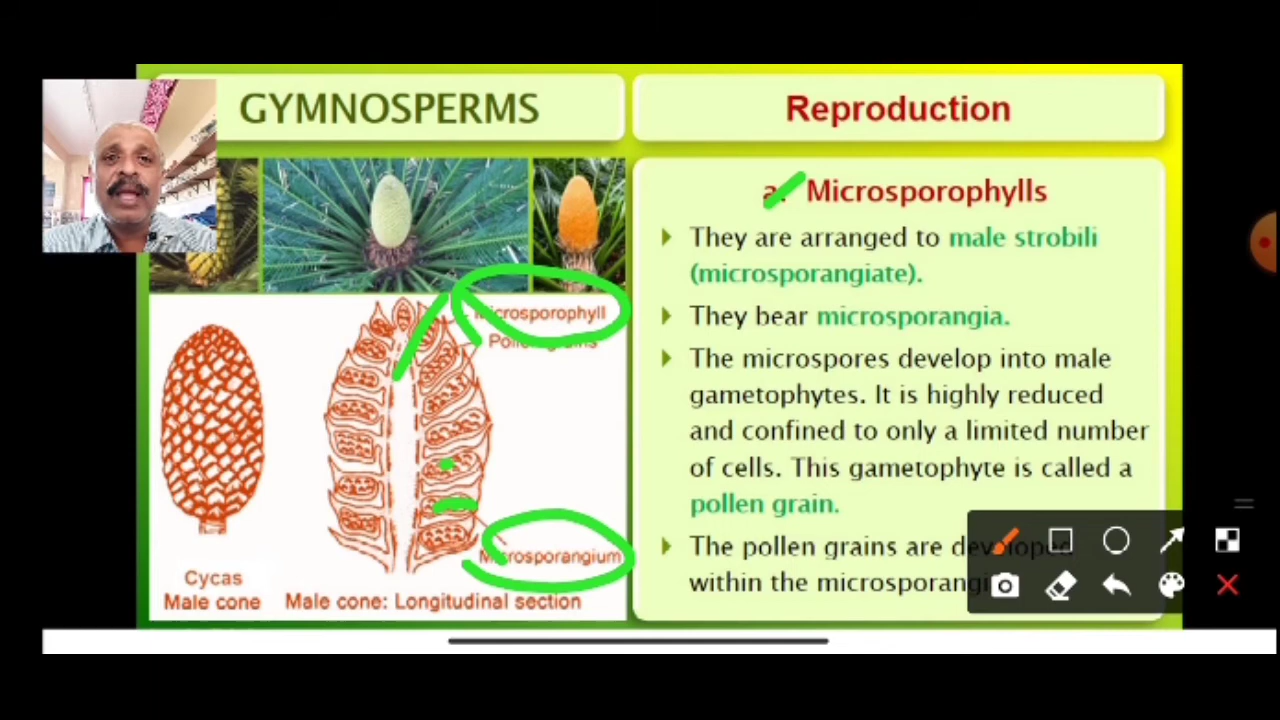 GYMNOSPERMS
Reproduction
a. Microsporophylls
They are arranged to male strobili
(microsporangiate).
They bear microsporangia.
The microspores develop into male
gametophytes. It is highly reduced
and confined to only a limited number
of cells. This gametophyte is called a
pollen grain.
The pollen grains are developed
within the
Microsporophyll
Pollen grains
Microsporangium
Cycas
Male cone
Male cone: Longitudinal section